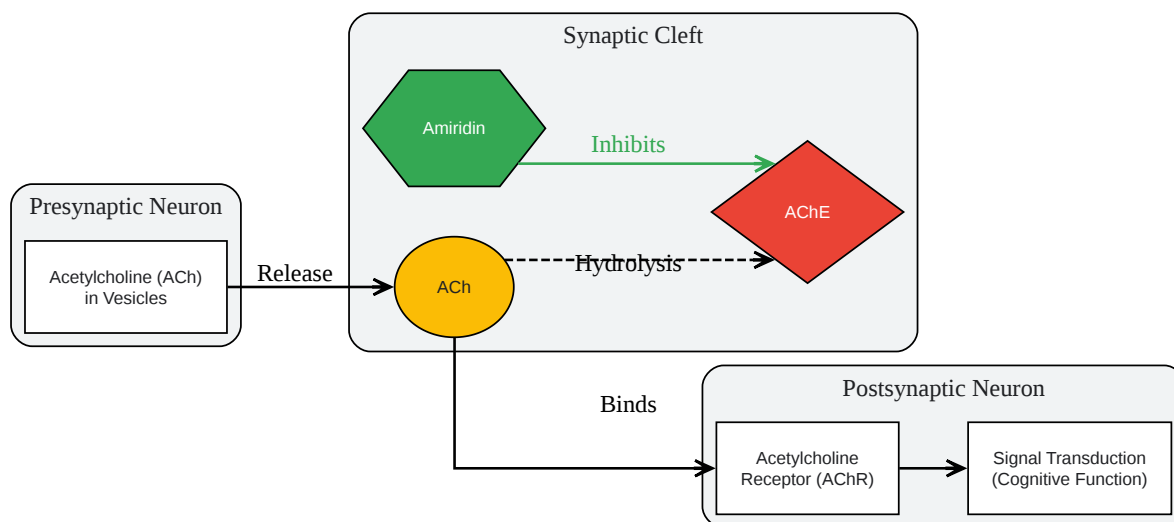 Synaptic Cleft
Amiridin
Inhibits
AChE
Presynaptic Neuron
Acetylcholine (ACh)
in Vesicles
Release
ACh
Hydrolysis
Binds
Postsynaptic Neuron
Acetylcholine
Receptor (AChR)
Signal Transduction
(Cognitive Function)